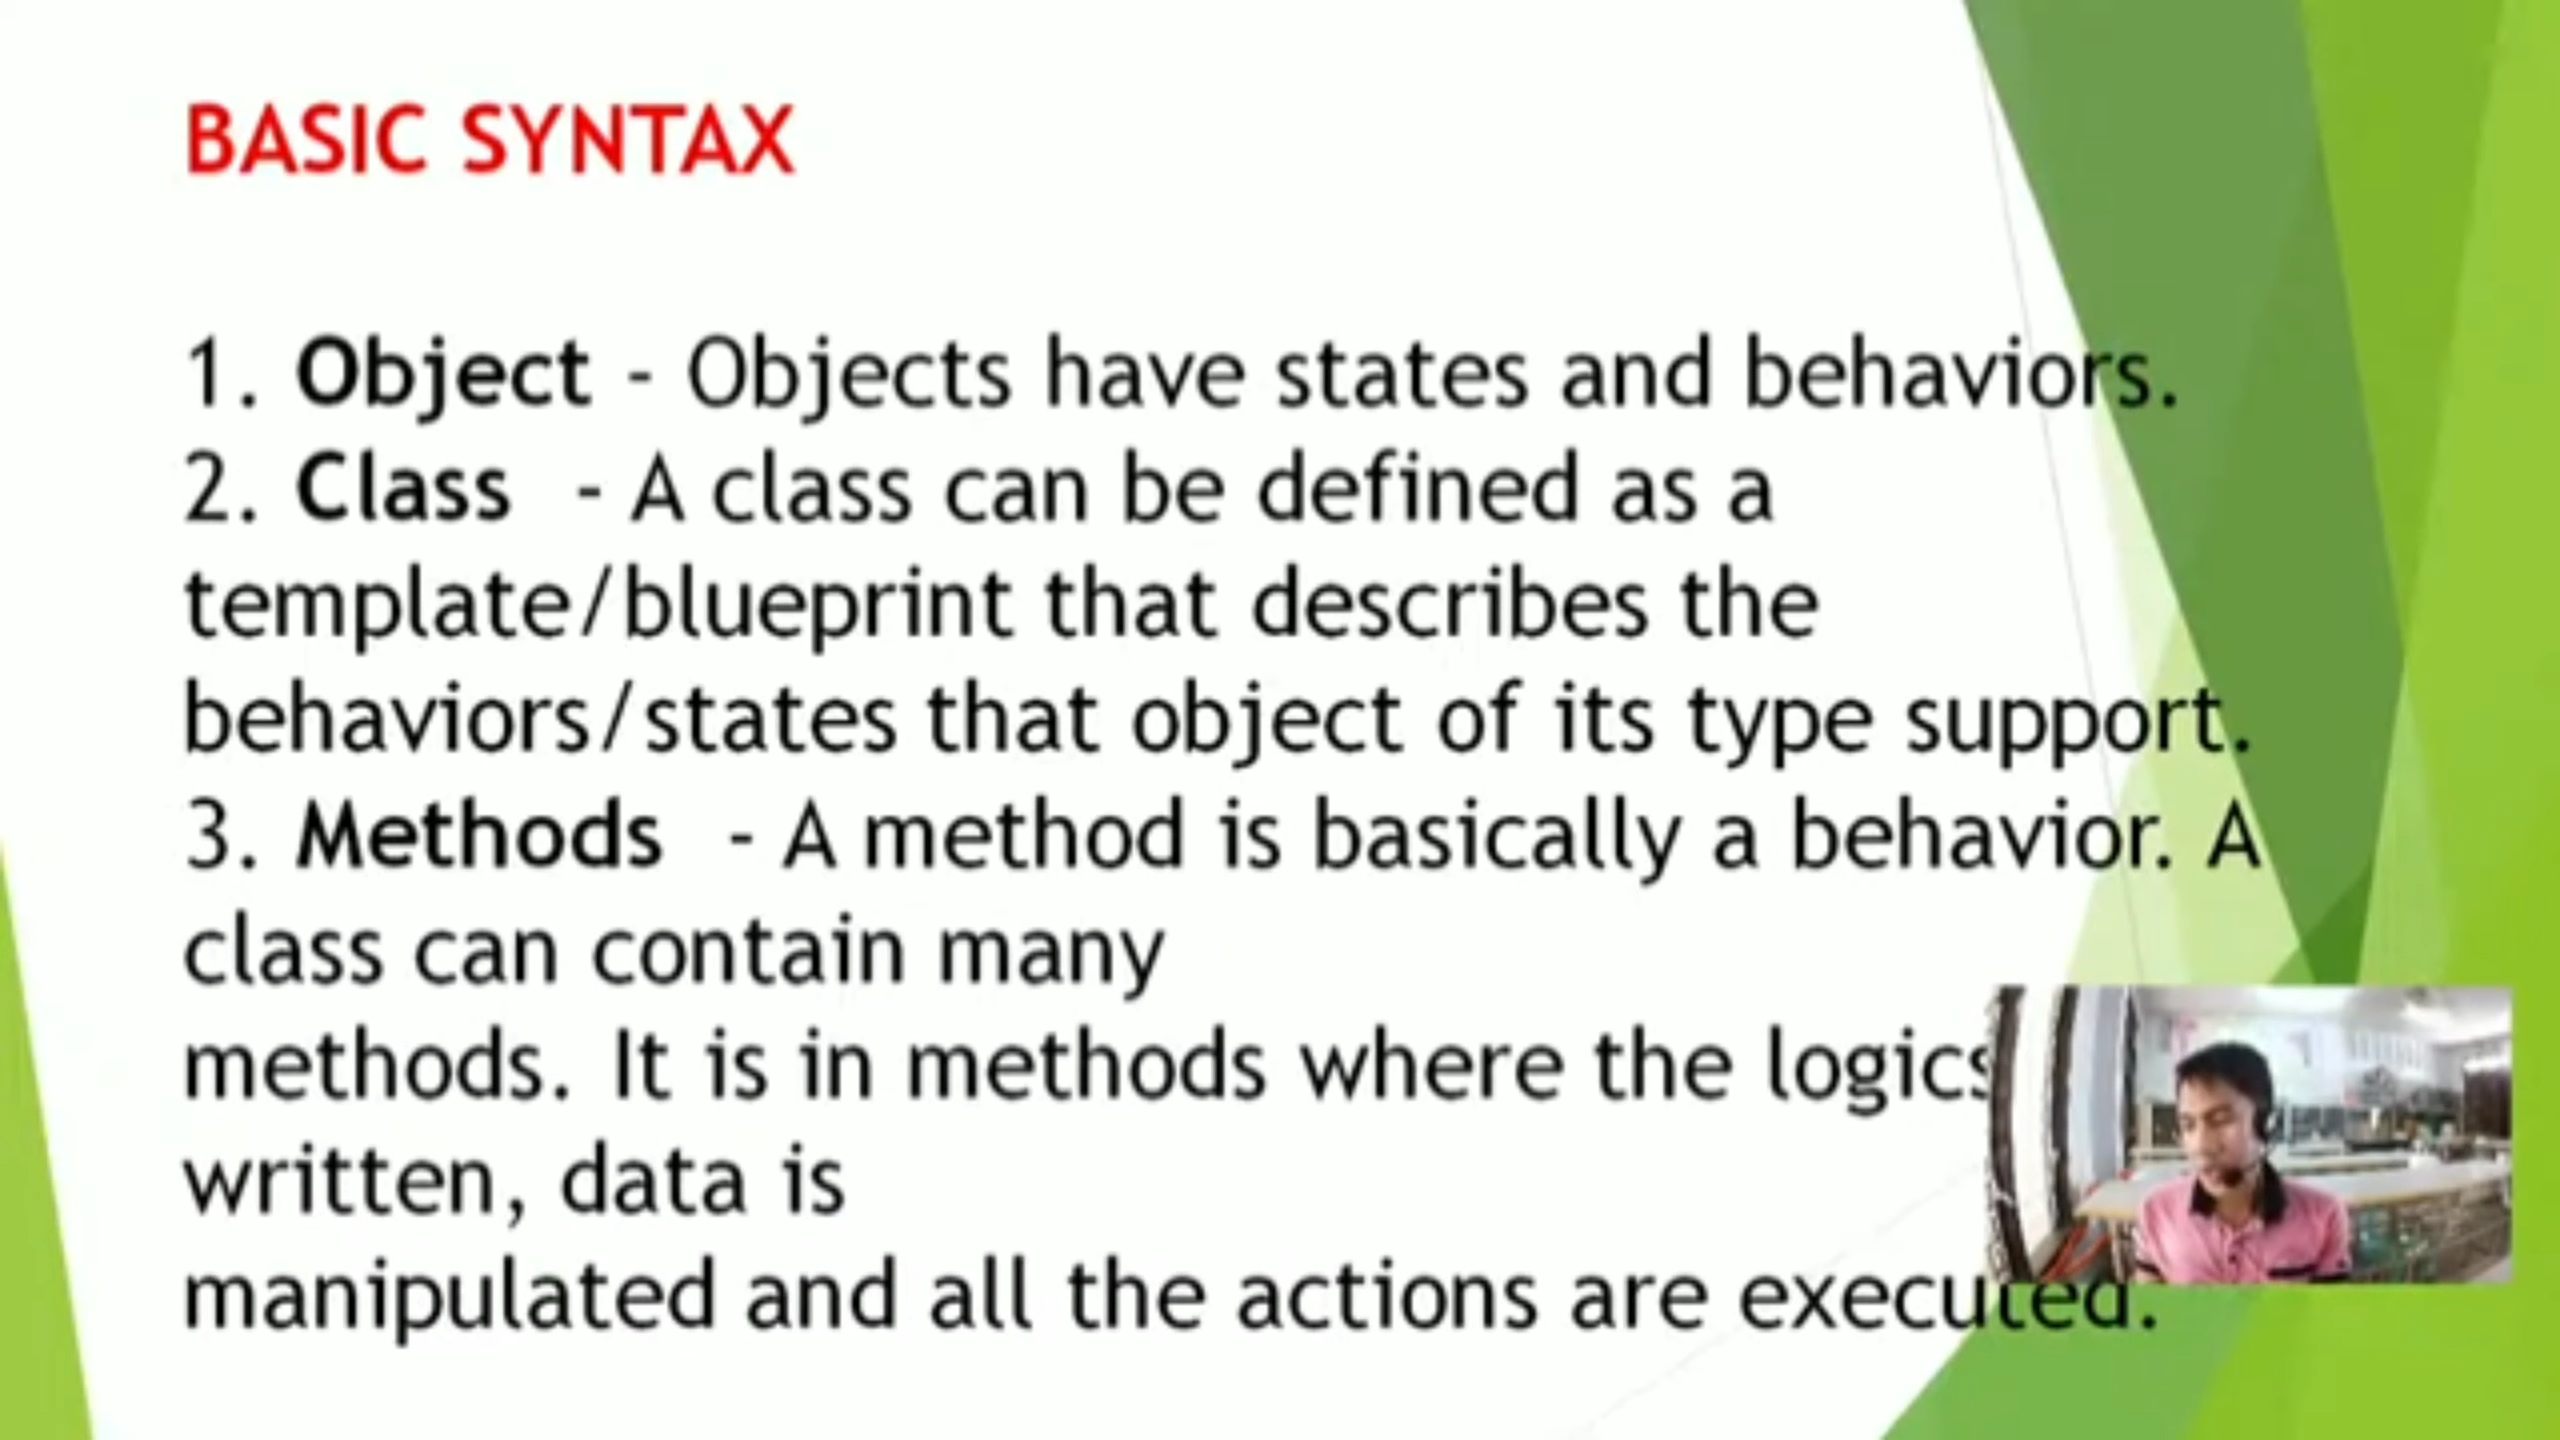 BASIC SYNTAX
1. Object - Objects have states and behaviors.
2. Class - A class can be defined as a
template/blueprint that describes the
behaviors/states that object of its type support.
3. Methods - A method is basically a behavior. A
class can contain many
methods. It is in methods where the logics
written, data is
manipulated and all the actions are executed.